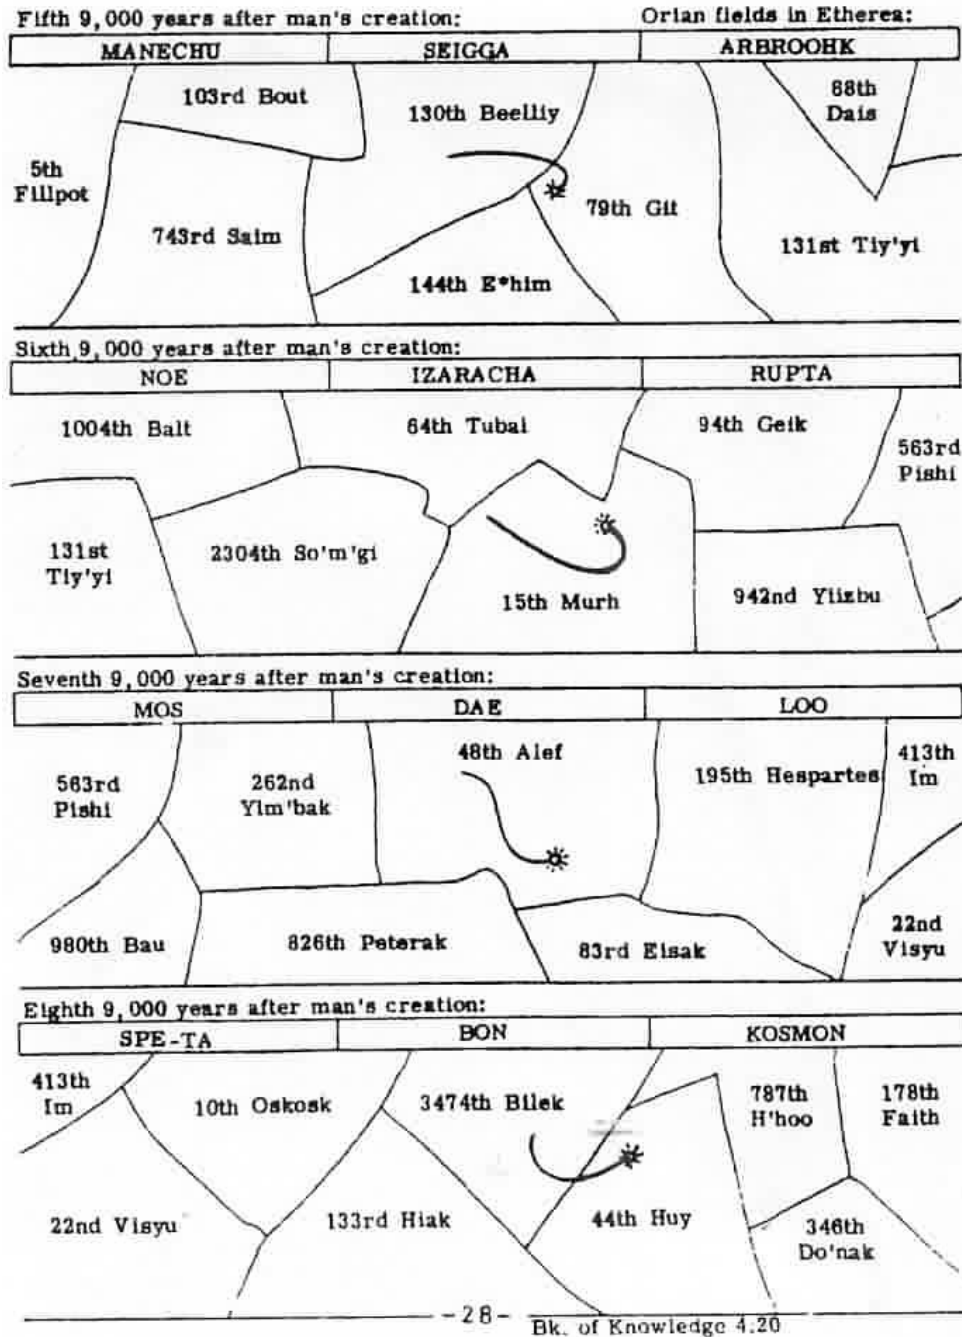 Fifth 9,000 years after man's creation: Orian fields in Etherea:
MANECHU SEIGGA ARBROOHK
103rd Bout
130th Beelliy
88th
Dais
5th
Fillpot
79th Git
743rd Saim
131st Tiy'yi
144th E*him
Sixth 9,000 years after man's creation:
NOE IZARACHA RUPTA
1004th Balt
64th Tubal
94th Geik
563rd
Pishi
131st
Tiy'yi
2304th So'm'gi
15th Murh
942nd Yiizbu
Seventh 9,000 years after man's creation:
MOS DAE LOO
48th Alef
563rd
Pishi
262nd
Yim'bak
195th Hespartes
413th
Im
980th Bau
826th Peterak
83rd Eisak
22nd
Visyu
Eighth 9,000 years after man's creation:
SPE-TA BON KOSMON
413th
Im
10th Oskosk
3474th Bilek
787th
H'hoo
178th
Faith
22nd Visyu
133rd Hiak
44th Huy
346th
Do'nak
-28-
Bk. of Knowledge 4:20